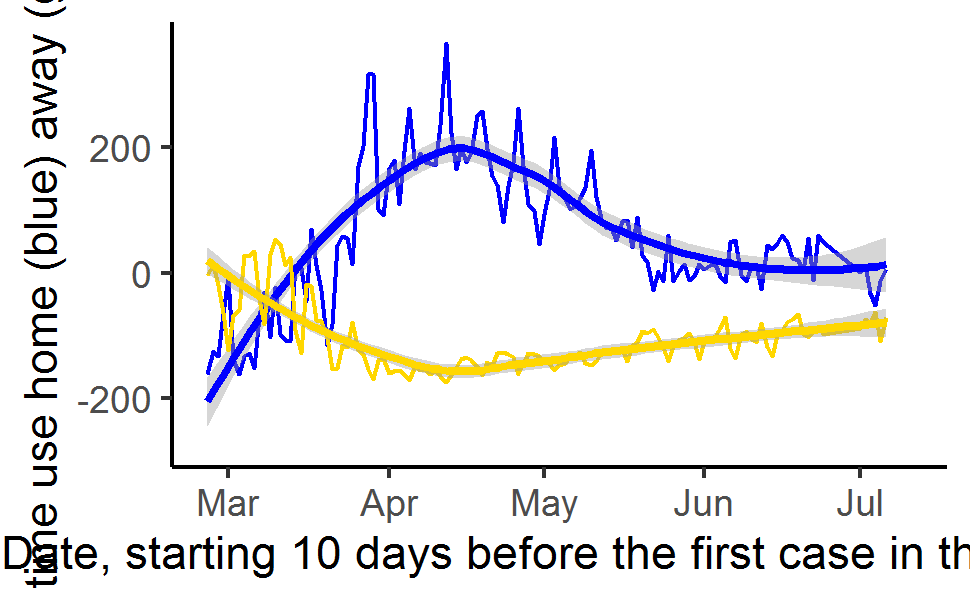 time use home (blue) away (
200
0
-200
Mar Apr May Jun Jul
Date, starting 10 days before the first case in th